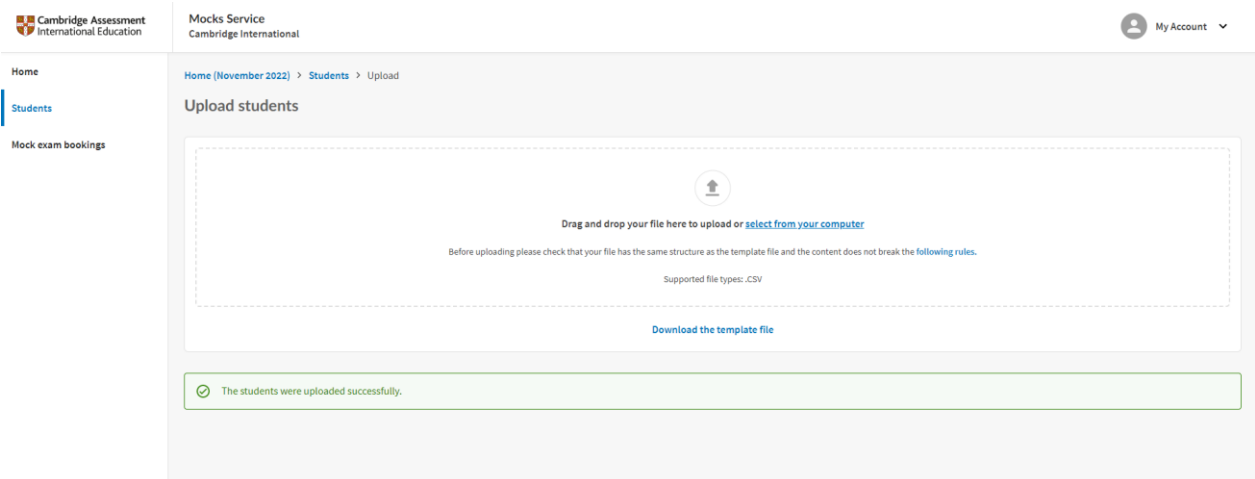 Cambridge Assessment
International Education
Mocks Service
Cambridge International
My Account
Home
Students
Mock exam bookings
Home (November 2022) > Students > Upload
Upload students
Drag and drop your file here to upload or select from your computer
Before uploading please check that your file has the same structure as the template file and the content does not break the following rules.
Supported file types: .CSV
Download the template file
The students were uploaded successfully.